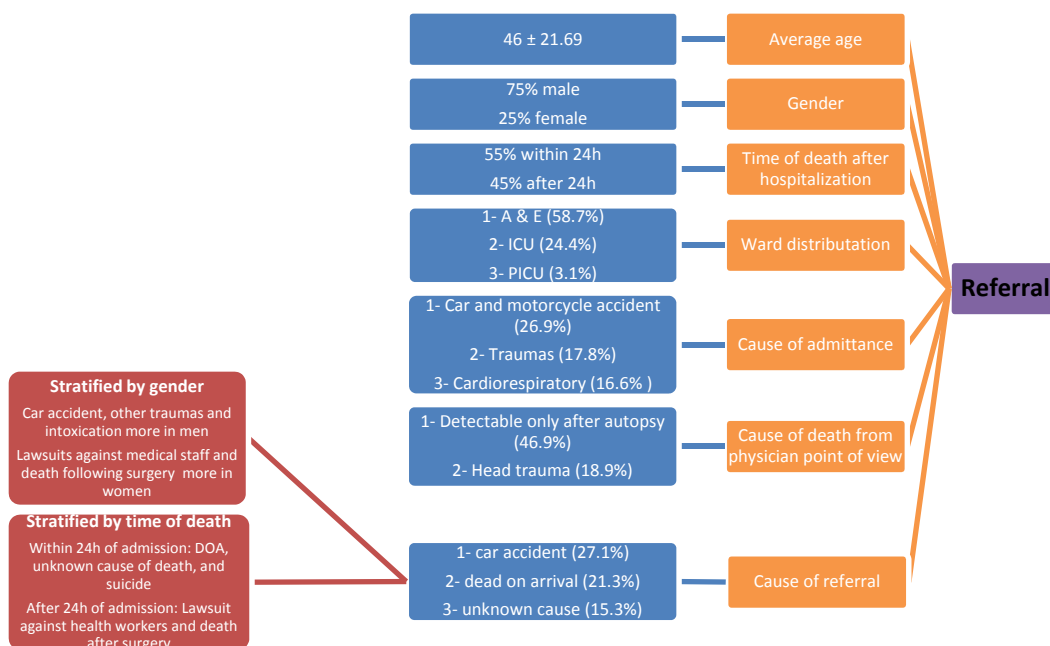 46 ± 21.69
Average age
75% male
25% female
Gender
55% within 24h
45% after 24h
Time of death after
hospitalization
1- A & E (58.7%)
2- ICU (24.4%)
3- PICU (3.1%)
Ward distributation
Referral
1- Car and motorcycle accident
(26.9%)
2- Traumas (17.8%)
3- Cardiorespiratory (16.6% )
Cause of admittance
1- Detectable only after autopsy
(46.9%)
2- Head trauma (18.9%)
Cause of death from
physician point of view
Stratified by gender
Car accident, other traumas and
intoxication more in men
Lawsuits against medical staff and
death following surgery more in
women
Stratified by time of death
Within 24h of admission: DOA,
unknown cause of death, and
suicide
After 24h of admission: Lawsuit
against health workers and death
after surgery
1- car accident (27.1%)
2- dead on arrival (21.3%)
3- unknown cause (15.3%)
Cause of referral